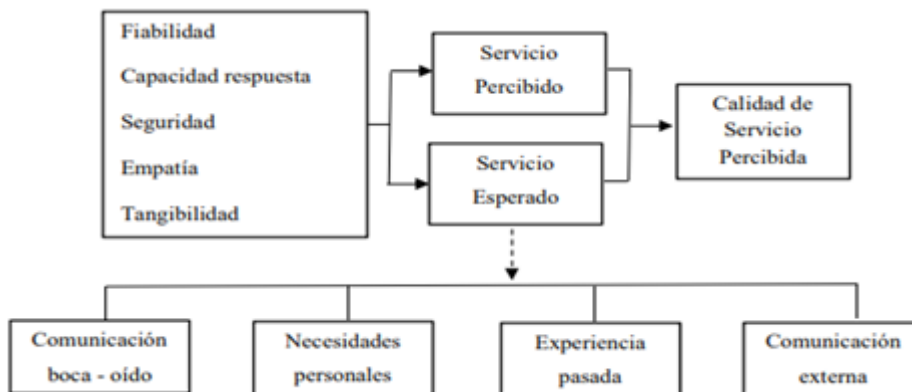 Fiabilidad
Capacidad respuesta
Seguridad
Empatía
Tangibilidad
Servicio
Percibido
Servicio
Esperado
Calidad de
Servicio
Percibida
Comunicación
boca - oído
Necesidades
personales
Experiencia
pasada
Comunicación
externa